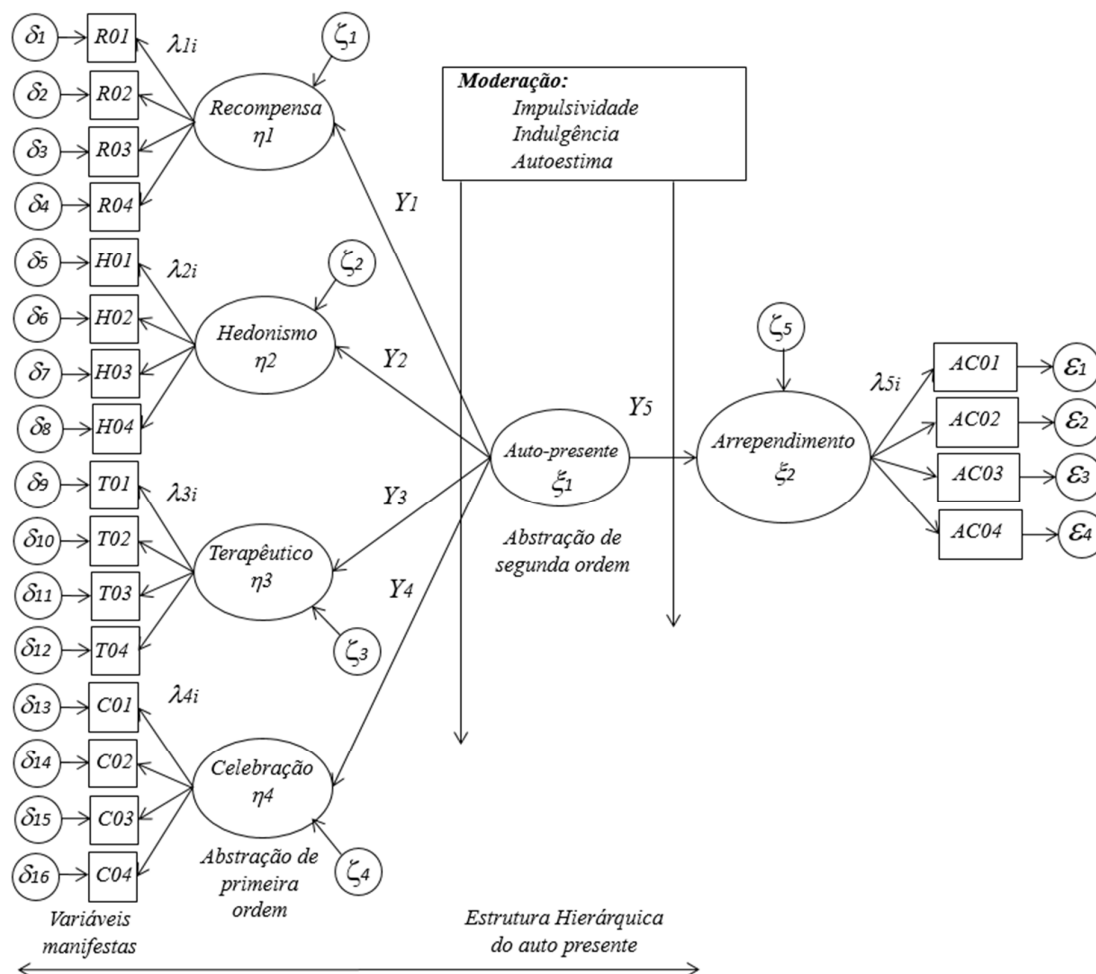 δ1 R01 λ1i ζ1
δ2 R02
Recompensa
η1
δ3 R03
δ4 R04
Moderação:
Impulsividade
Indulgência
Autoestima
Y1
δ5 H01 λ2i ζ2
δ6 H02
Hedonismo
η2
δ7 H03
δ8 H04
Y2
δ9 T01 λ3i
δ10 T02
Terapêutico
η3
δ11 T03
δ12 T04
ζ3
Y3
δ13 C01 λ4i
δ14 C02
Celebração
η4
δ15 C03
δ16 C04
ζ4
Y4
Auto-presente
ξ1
Abstração de
segunda ordem
Y5
ζ5
Arrependimento
ξ2
λ5i
AC01 ε1
AC02 ε2
AC03 ε3
AC04 ε4
Variáveis
manifestas
Abstração de
primeira
ordem
Estrutura Hierárquica
do auto presente